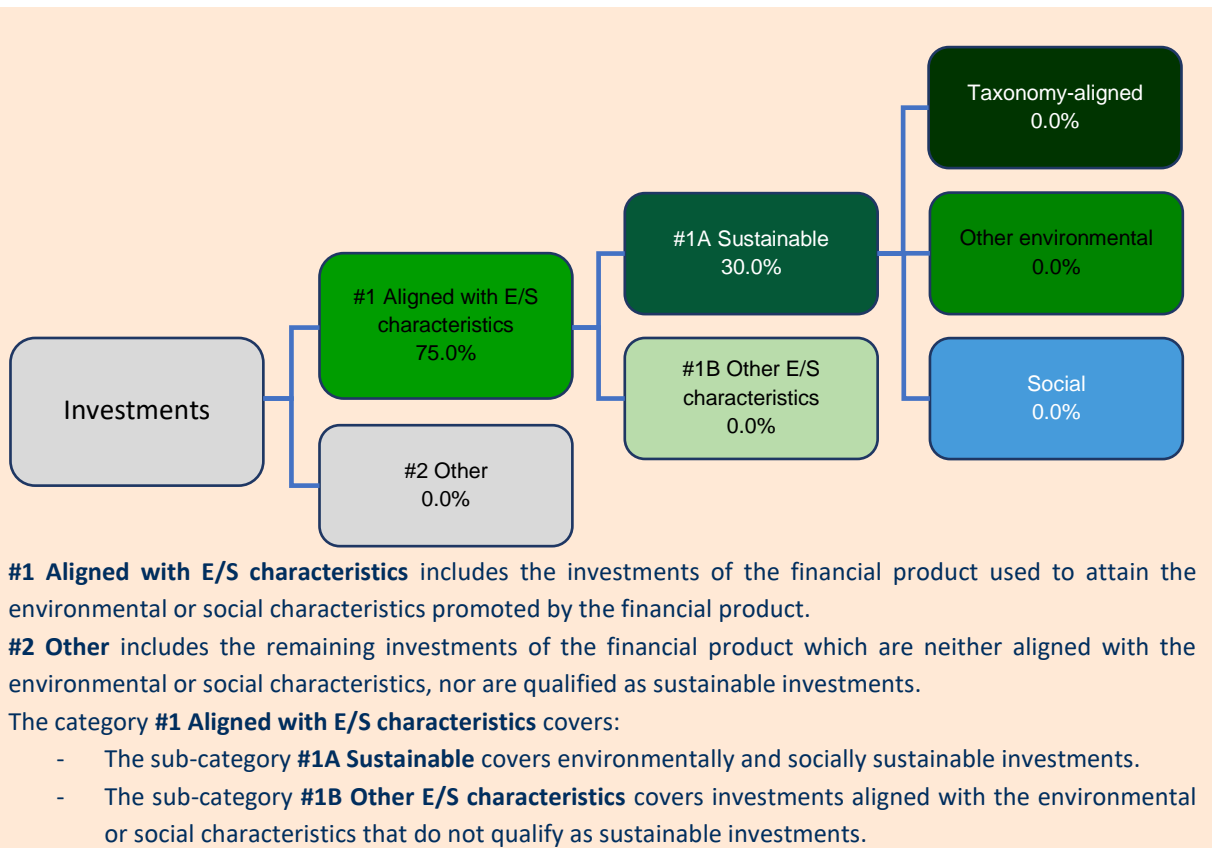 Taxonomy-aligned
0.0%
#1A Sustainable
30.0%
Other environmental
0.0%
#1 Aligned with E/S
characteristics
75.0%
#1B Other E/S
characteristics
0.0%
Social
0.0%
Investments
#2 Other
0.0%
#1 Aligned with E/S characteristics includes the investments of the financial product used to attain the
environmental or social characteristics promoted by the financial product.
#2 Other includes the remaining investments of the financial product which are neither aligned with the
environmental or social characteristics, nor are qualified as sustainable investments.
The category #1 Aligned with E/S characteristics covers:
- The sub-category #1A Sustainable covers environmentally and socially sustainable investments.
- The sub-category #1B Other E/S characteristics covers investments aligned with the environmental
or social characteristics that do not qualify as sustainable investments.